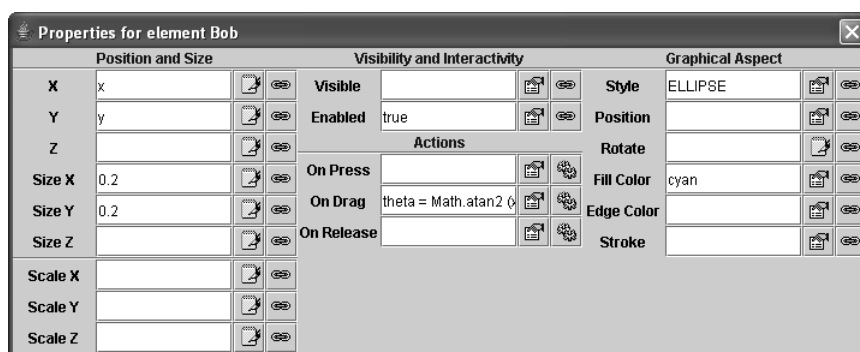 Properties for element Bob
Position and Size Visibility and Interactivity Graphical Aspect
X x Visible Style ELLIPSE
Y y Enabled true Position
Z Actions Rotate
Size X 0.2 On Press Fill Color cyan
Size Y 0.2 On Drag theta = Math.atan2 (x Edge Color
Size Z On Release Stroke
Scale X
Scale Y
Scale Z